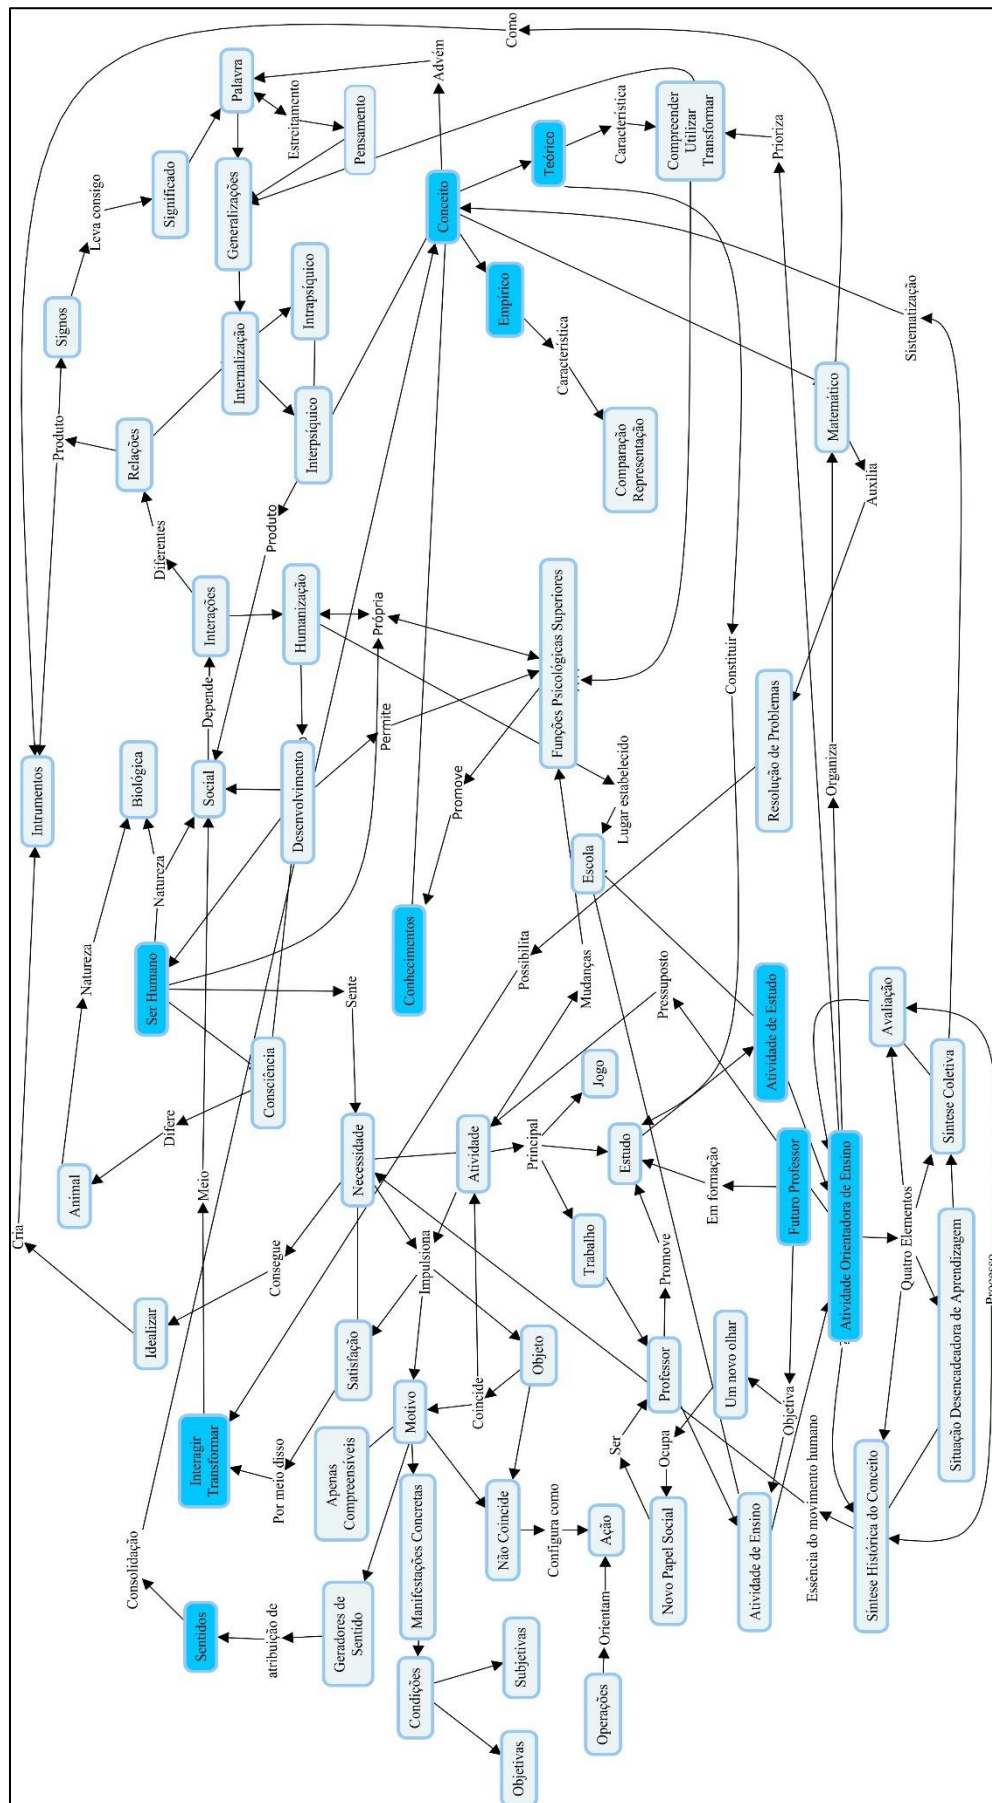 Cria
Intrumentos
Como
Animal
Natureza
Produto
Signos
Leva consigo
Consolidação
Idealizar
Difere
Ser Humano
Natureza
Biológica
Diferentes
Relações
Significado
Sentidos
Interagir
Transformar
Meio
Social
Depende
Interações
Internalização
Generalizações
Palavra
atribuição de
Por meio disso
Consegue
Consciência
Produto
Estreitamento
Geradores de
Sentido
Apenas
Compreensíveis
Satisfação
Necessidade
Sente
Desenvolvimento
Humanização
Interpsíquico
Intrapsíquico
Pensamento
Condições
Manifestações Concretas
Motivo
Impulsiona
Conhecimentos
Permite
Própria
Conceito
Advém
Objetivas
Subjetivas
Não Coincide
Coincide
Objeto
Atividade
Promove
Empírico
Teórico
Configura como
Principal
Possibilita
Funções Psicológicas Superiores
Característica
Operações
Orientam
Ação
Ser
Trabalho
Jogo
Mudanças
Escola
Lugar estabelecido
Comparação
Representação
Característica
Novo Papel Social
Ocupa
Professor
Promove
Estudo
Pressuposto
Compreender
Utilizar
Transformar
Atividade de Ensino
Um novo olhar
Em formação
Atividade de Estudo
Resolução de Problemas
Constituir
Prioriza
Essência do movimento humano
Objetiva
Futuro Professor
Síntese Histórica do Conceito
Atividade Orientadora de Ensino
Organiza
Auxilia
Matemático
Quatro Elementos
Avaliação
Situação Desencadeadora de Aprendizagem
Síntese Coletiva
Sistematização
Processo